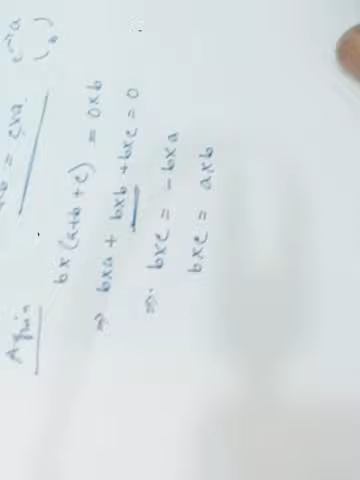 ×b = c×a
Again
b×(a+b+c) = 0×b
⇒ b×a + b×b + b×c = 0
⇒ b×c = -b×a
b×c = a×b